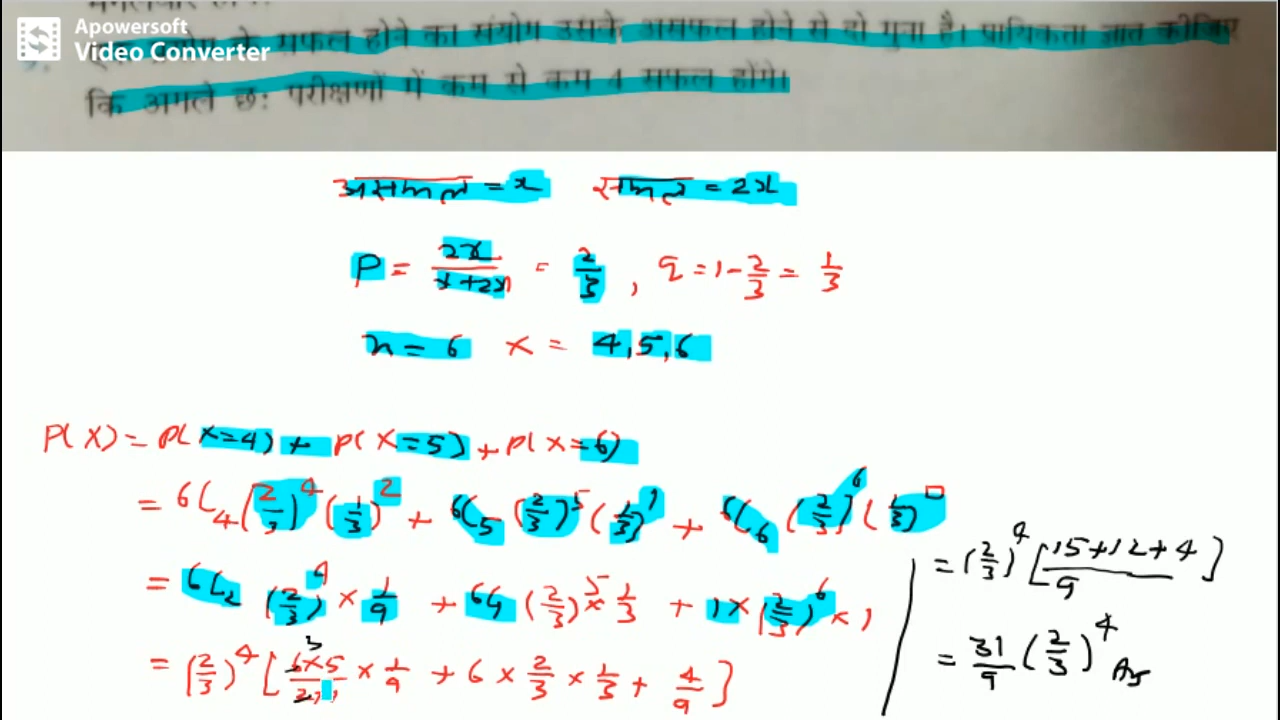 Apowersoft
Video Converter
सफल होने का संयोग उसके असफल होने से दो गुना है। प्रायिकता ज्ञात कीजिए
कि अगले छः परीक्षणों में कम से कम 4 सफल होंगे।
असफल = x सफल = 2x
P = 2x/(x+2x) = 2/3 , q = 1-2/3 = 1/3
n = 6 x = 4,5,6
P(X) = P(X=4) + P(X=5) + P(X=6)
= 6C₄ (2/3)⁴ (1/3)² + 6C₅ (2/3)⁵ (1/3)¹ + 6C₆ (2/3)⁶ (1/3)⁰
= 6C₂ (2/3)⁴ × 1/9 + 6C₁ (2/3)⁵ × 1/3 + 1 × (2/3)⁶ × 1
= (2/3)⁴ [ (6×5)/(2×1) × 1/9 + 6 × 2/3 × 1/3 + 4/9 ]
= (2/3)⁴ [ (15+12+4)/9 ]
= 31/9 (2/3)⁴ Ans